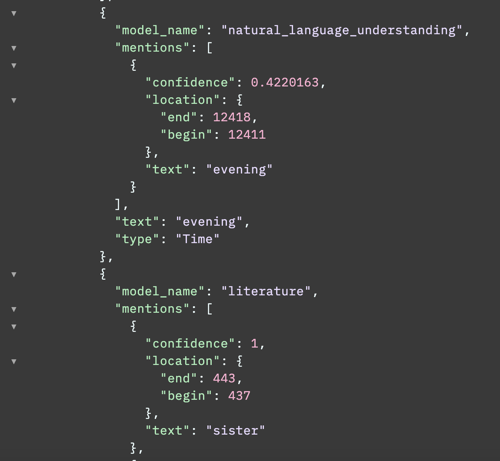 {
"model_name": "natural_language_understanding",
"mentions": [
{
"confidence": 0.4220163,
"location": {
"end": 12418,
"begin": 12411
},
"text": "evening"
}
],
"text": "evening",
"type": "Time"
},
{
"model_name": "literature",
"mentions": [
{
"confidence": 1,
"location": {
"end": 443,
"begin": 437
},
"text": "sister"
},